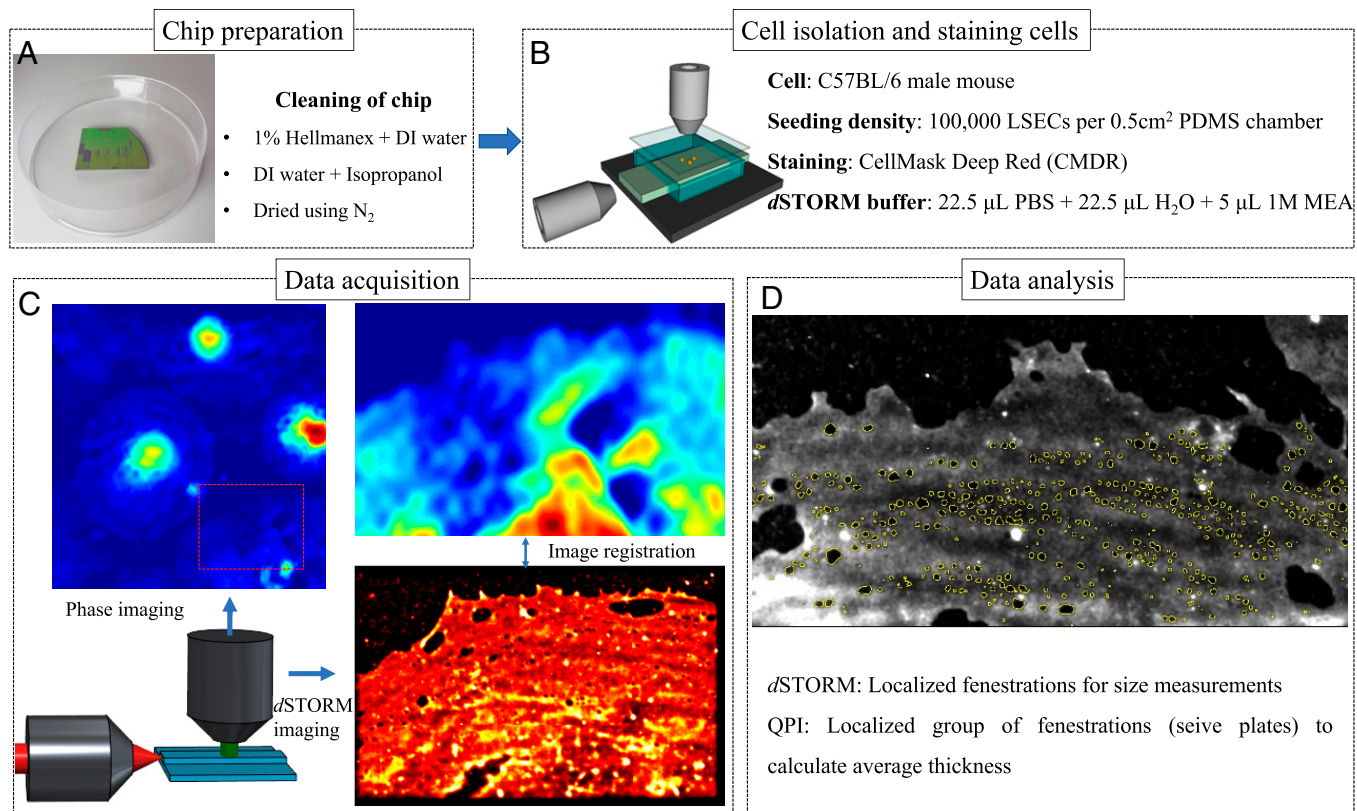 Chip preparation
A
Cleaning of chip
• 1% Hellmanex + DI water
• DI water + Isopropanol
• Dried using N₂
Cell isolation and staining cells
B
Cell: C57BL/6 male mouse
Seeding density: 100,000 LSECs per 0.5cm² PDMS chamber
Staining: CellMask Deep Red (CMDR)
dSTORM buffer: 22.5 μL PBS + 22.5 μL H₂O + 5 μL 1M MEA
Data acquisition
C
Image registration
Phase imaging
dSTORM
imaging
Data analysis
D
dSTORM: Localized fenestrations for size measurements
QPI: Localized group of fenestrations (seive plates) to
calculate average thickness